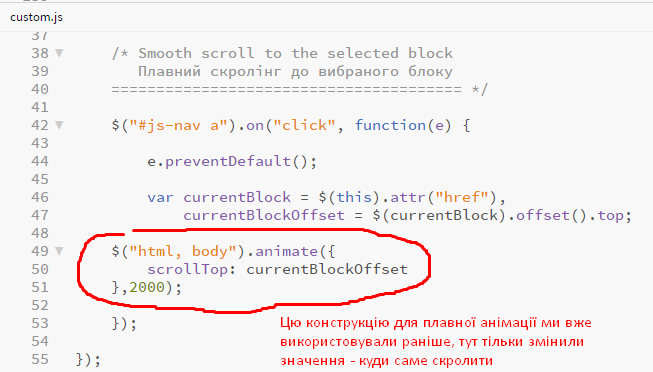 custom.js
37
38 /* Smooth scroll to the selected block
39 Плавний скролінг до вибраного блоку
40 ======================================= */
41
42 $("#js-nav a").on("click", function(e) {
43
44 e.preventDefault();
45
46 var currentBlock = $(this).attr("href"),
47 currentBlockOffset = $(currentBlock).offset().top;
48
49 $("html, body").animate({
50 scrollTop: currentBlockOffset
51 },2000);
52
53 });
54
55 });
Цю конструкцію для плавної анімації ми вже
використовували раніше, тут тільки змінили
значення - куди саме скролити